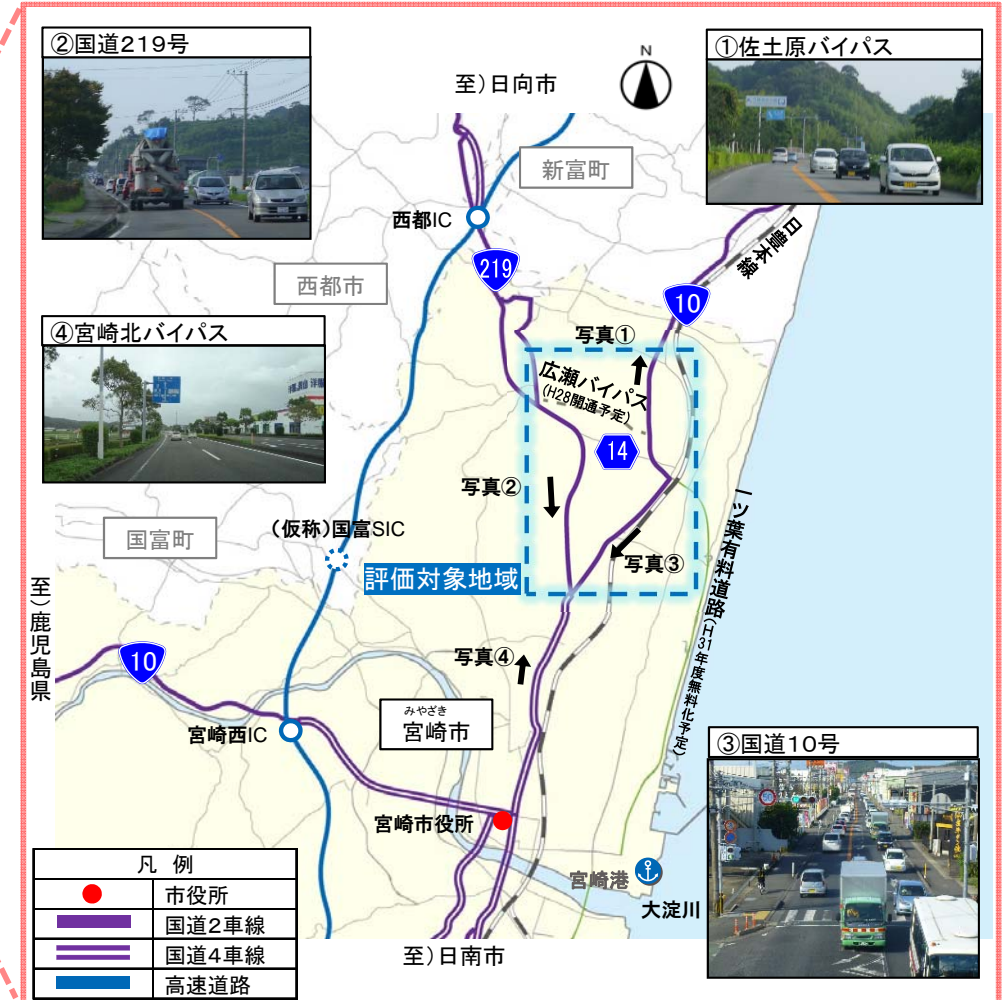 ②国道219号
①佐土原バイパス
N
至)日向市
新富町
西都IC
日豊本線
219
西都市
10
④宮崎北バイパス
写真①
広瀬バイパス
(H28開通予定)
14
写真②
一ツ葉有料道路(H31年度無料化予定)
国富町
(仮称)国富SIC
写真③
評価対象地域
至)鹿児島県
10
写真④
みやざき
宮崎市
宮崎西IC
③国道10号
宮崎市役所
凡 例
市役所
国道2車線
国道4車線
高速道路
宮崎港
大淀川
至)日南市